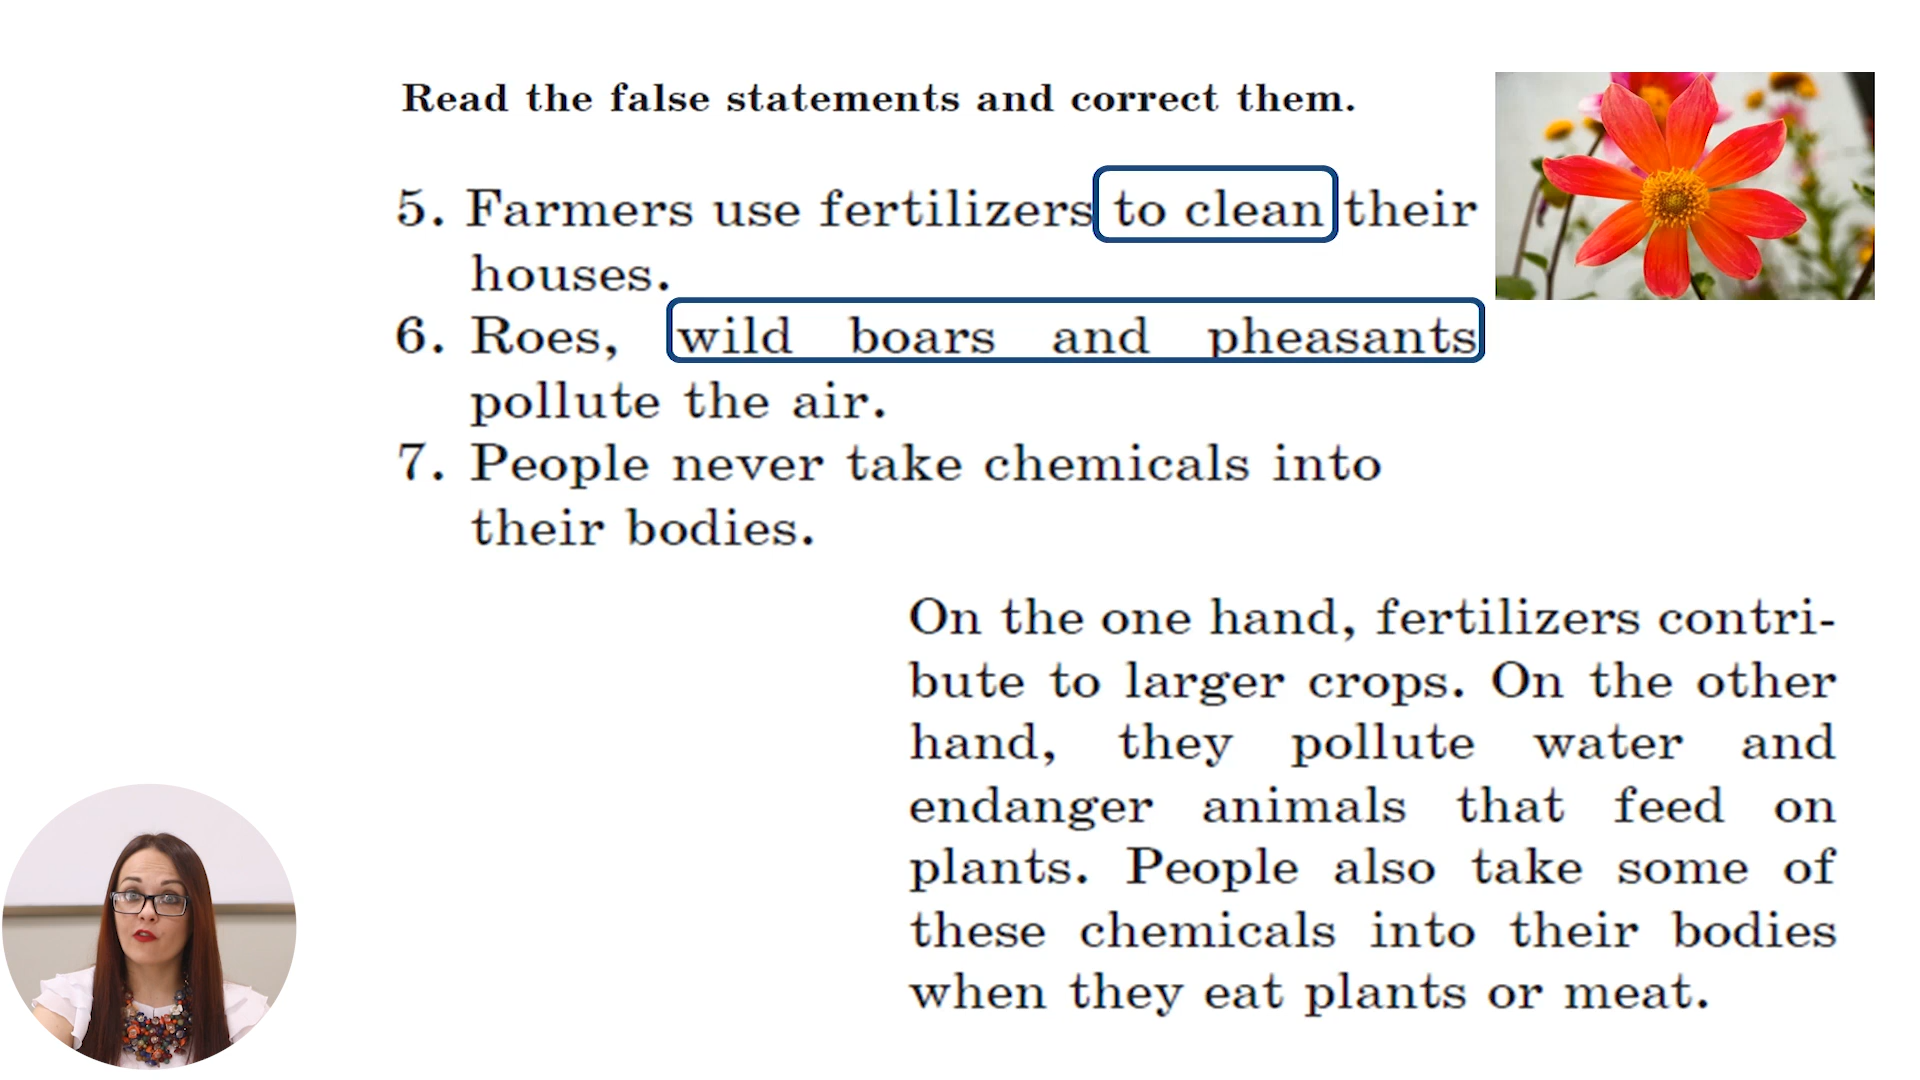 Read the false statements and correct them.
5. Farmers use fertilizers to clean their
houses.
6. Roes, wild boars and pheasants
pollute the air.
7. People never take chemicals into
their bodies.
On the one hand, fertilizers contri-
bute to larger crops. On the other
hand, they pollute water and
endanger animals that feed on
plants. People also take some of
these chemicals into their bodies
when they eat plants or meat.